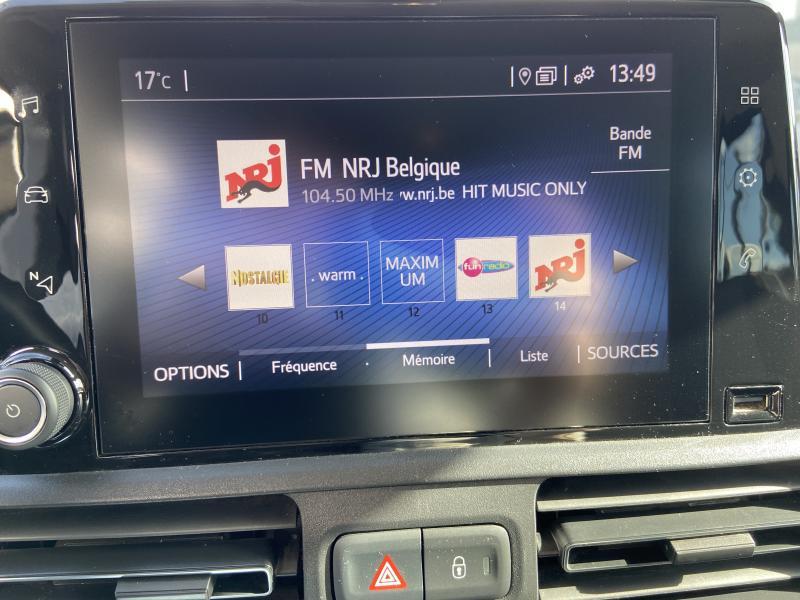 17°C
13:49
Bande
FM
NRJ
FM NRJ Belgique
104.50 MHz w.nrj.be HIT MUSIC ONLY
NOSTALGIE
. warm .
MAXIM
UM
fun radio
NRJ
10
11
12
13
14
OPTIONS
Fréquence
Mémoire
Liste
SOURCES
N